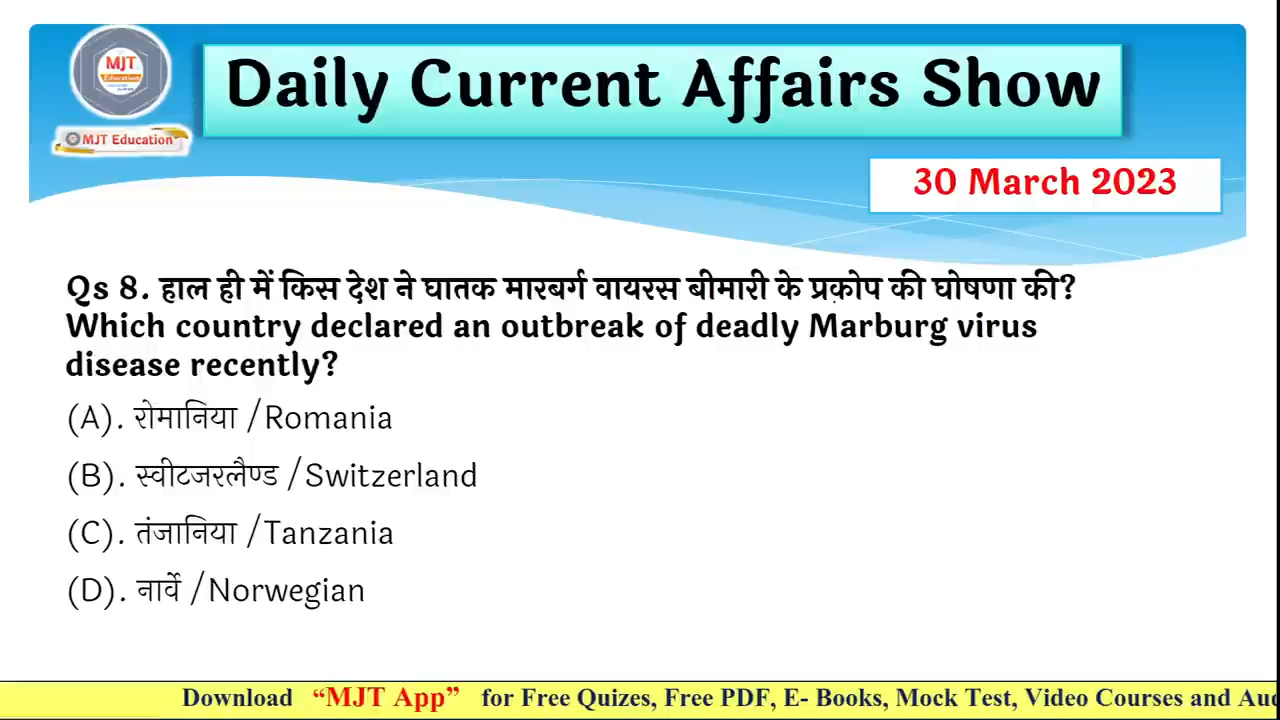 MJT
Education
MJT Education
Daily Current Affairs Show
30 March 2023
Qs 8. हाल ही में किस देश ने घातक मारबर्ग वायरस बीमारी के प्रकोप की घोषणा की?
Which country declared an outbreak of deadly Marburg virus
disease recently?
(A). रोमानिया /Romania
(B). स्वीटजरलैण्ड /Switzerland
(C). तंजानिया /Tanzania
(D). नार्वे /Norwegian
Download “MJT App” for Free Quizes, Free PDF, E- Books, Mock Test, Video Courses and